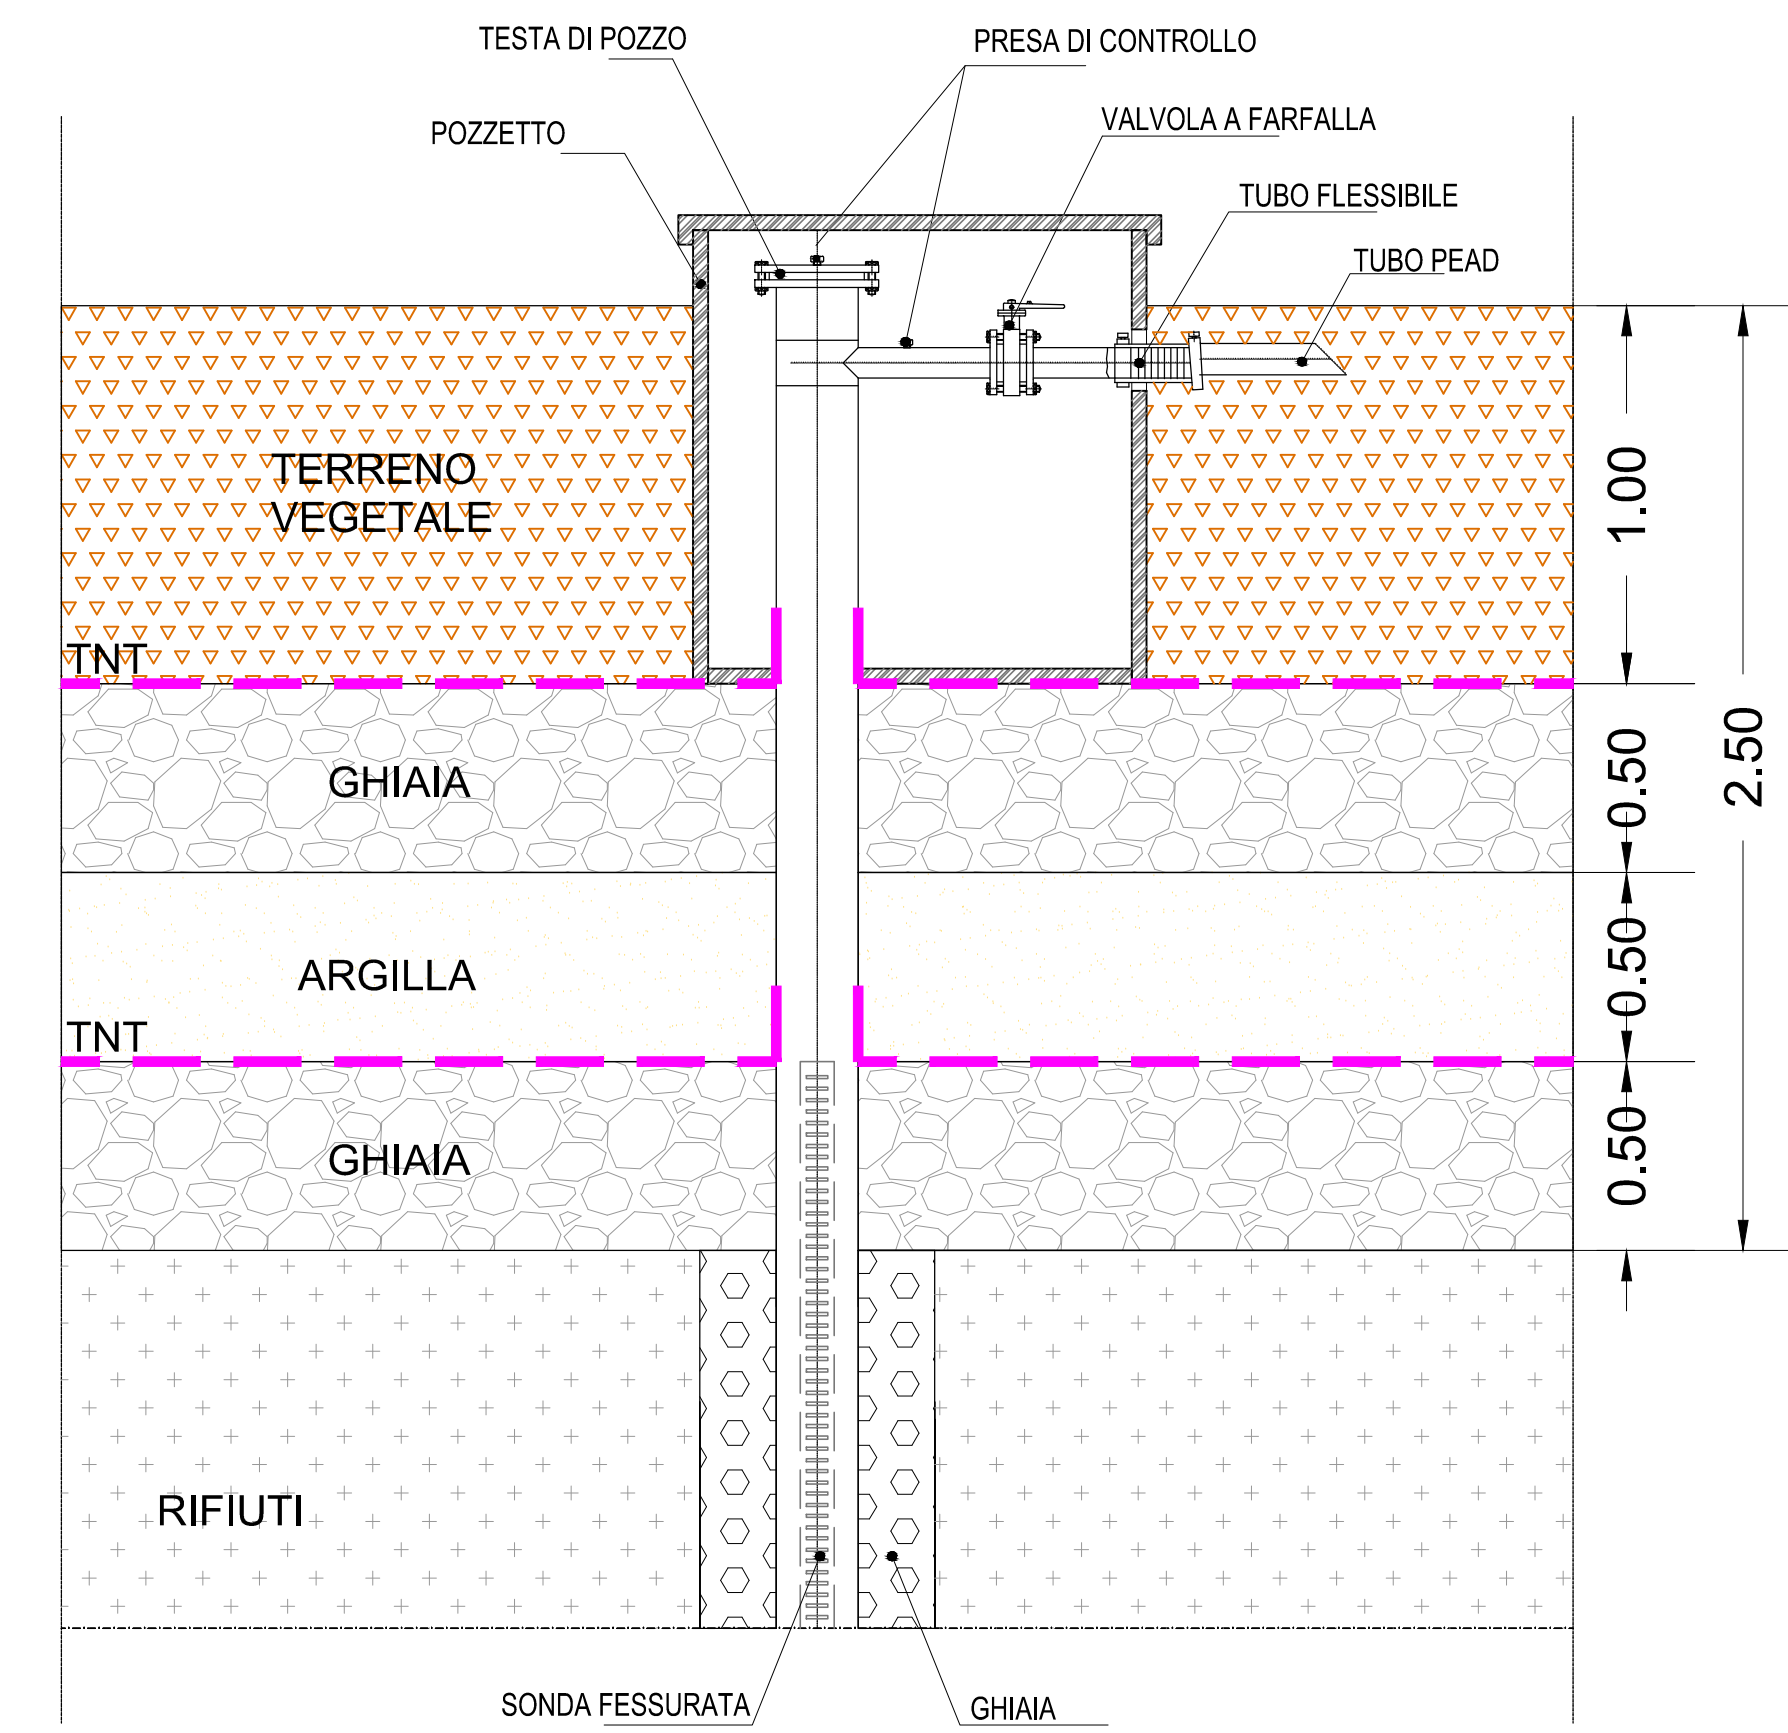 TESTA DI POZZO
PRESA DI CONTROLLO
POZZETTO
VALVOLA A FARFALLA
TUBO FLESSIBILE
TUBO PEAD
TERRENO
VEGETALE
1.00
TNT
2.50
GHIAIA
0.50
ARGILLA
0.50
TNT
GHIAIA
0.50
RIFIUTI
SONDA FESSURATA
GHIAIA